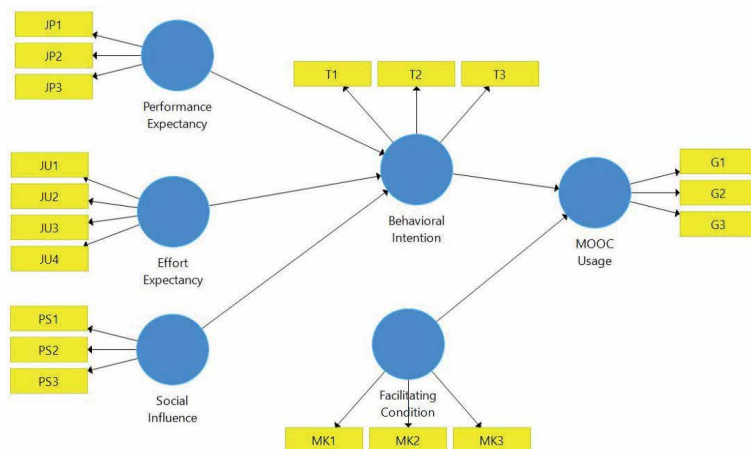 JP1
JP2
JP3
Performance
Expectancy
T1
T2
T3
JU1
JU2
JU3
JU4
Effort
Expectancy
Behavioral
Intention
G1
G2
G3
MOOC
Usage
PS1
PS2
PS3
Social
Influence
Facilitating
Condition
MK1
MK2
MK3